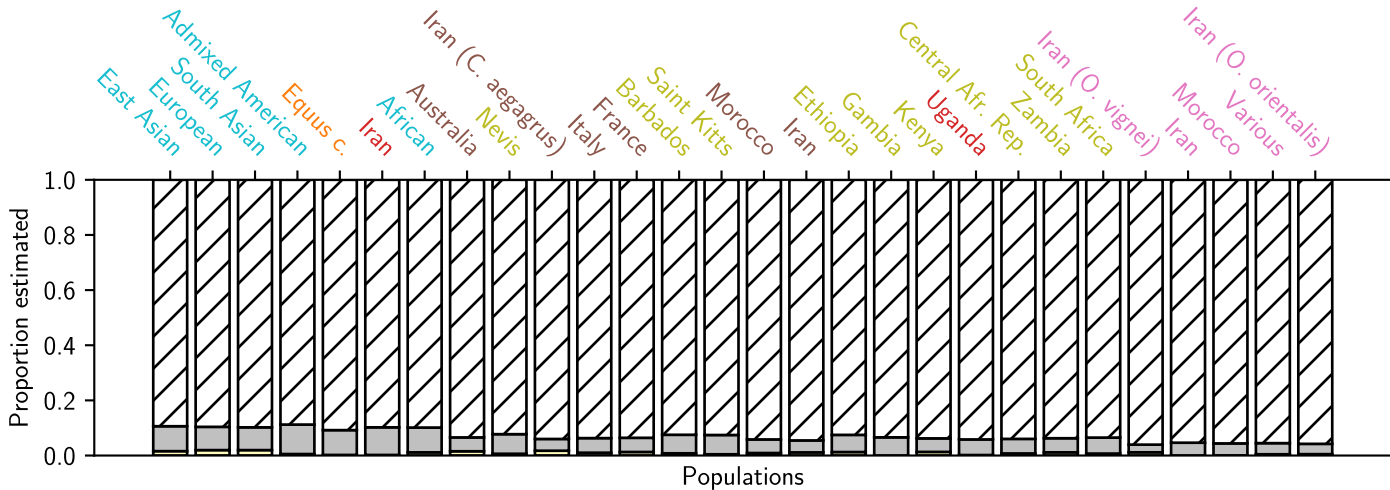 East Asian
European
South Asian
Admixed American
Equus c.
Iran
African
Australia
Nevis
Iran (C. aegagrus)
Italy
France
Barbados
Saint Kitts
Morocco
Iran
Ethiopia
Gambia
Kenya
Uganda
Central Afr. Rep.
Zambia
South Africa
Iran (O. vignei)
Iran
Morocco
Various
Iran (O. orientalis)
Proportion estimated
1.0
0.8
0.6
0.4
0.2
0.0
Populations